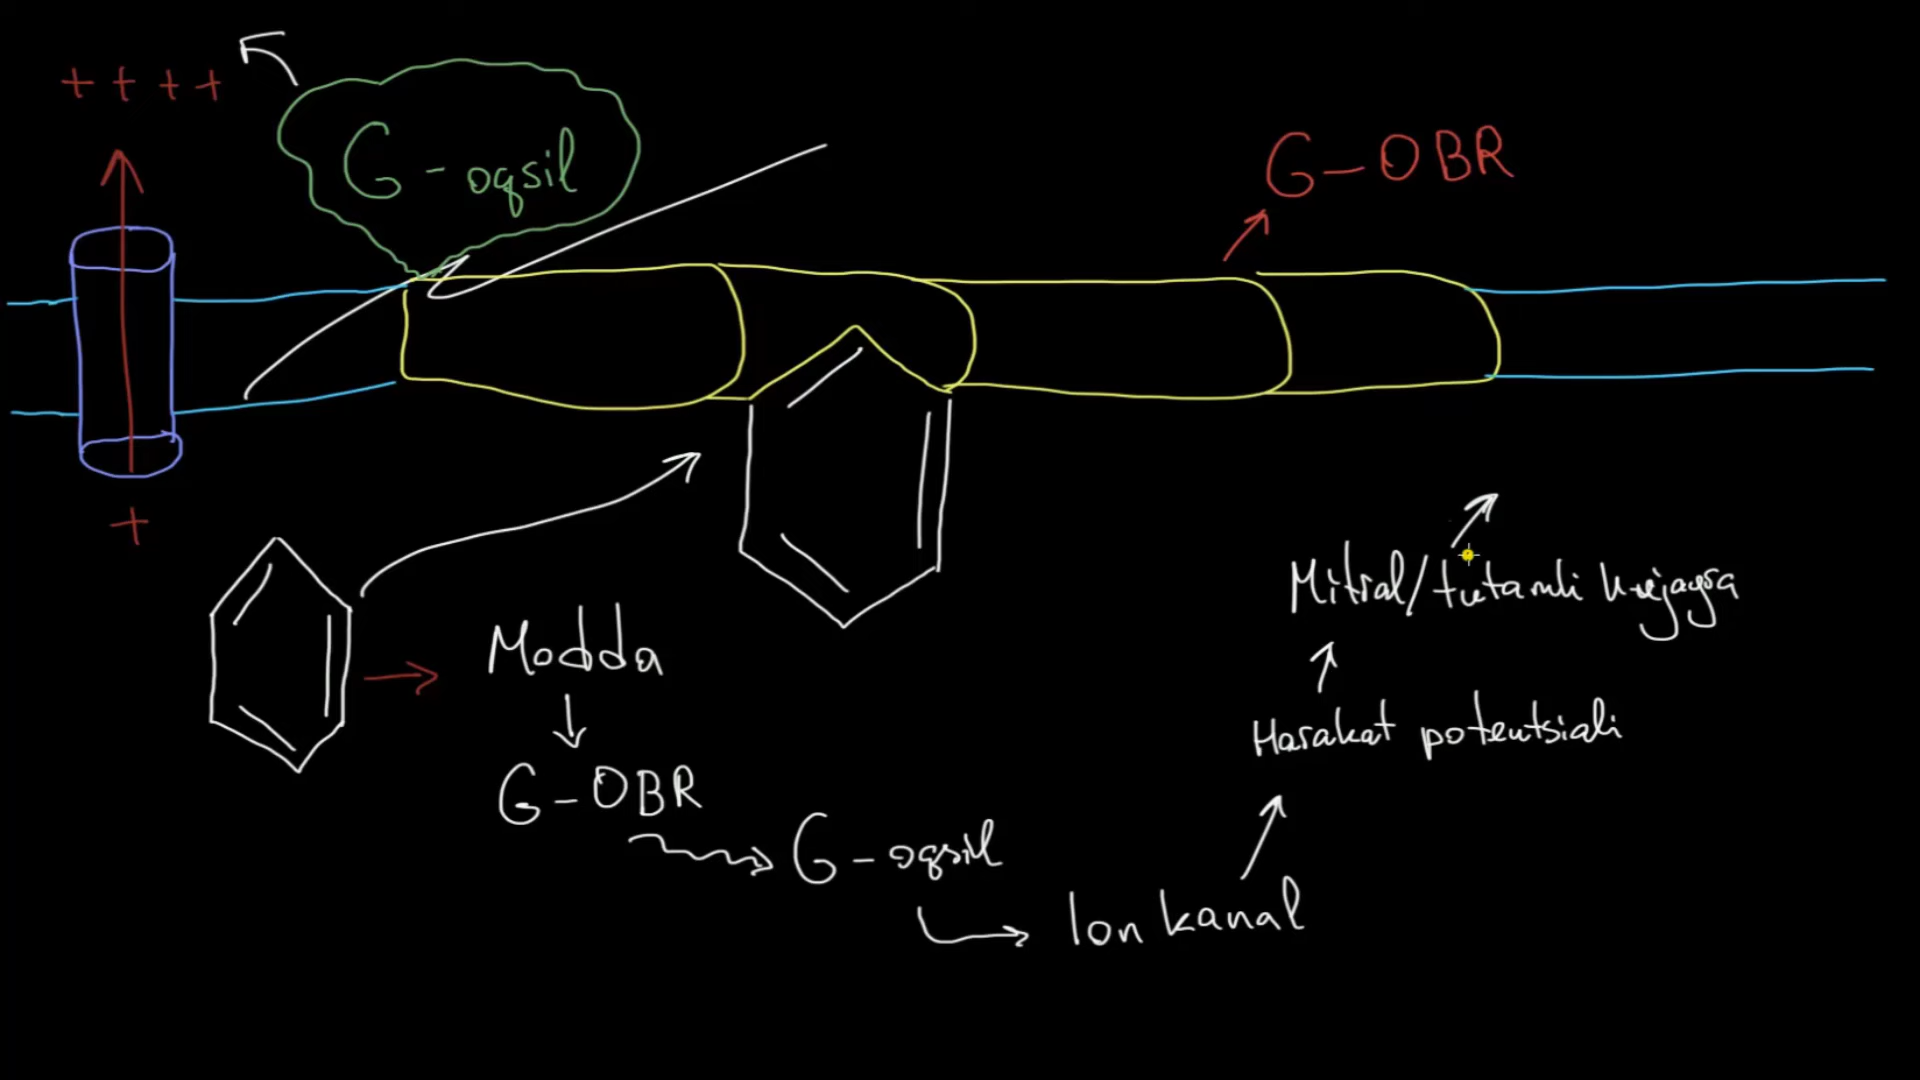 + + + +
G-oqsil
G-OBR
+
Mitral/tutamli hujayra
Modda
Harakat potentsiali
G-OBR
G-oqsil
Ion kanal